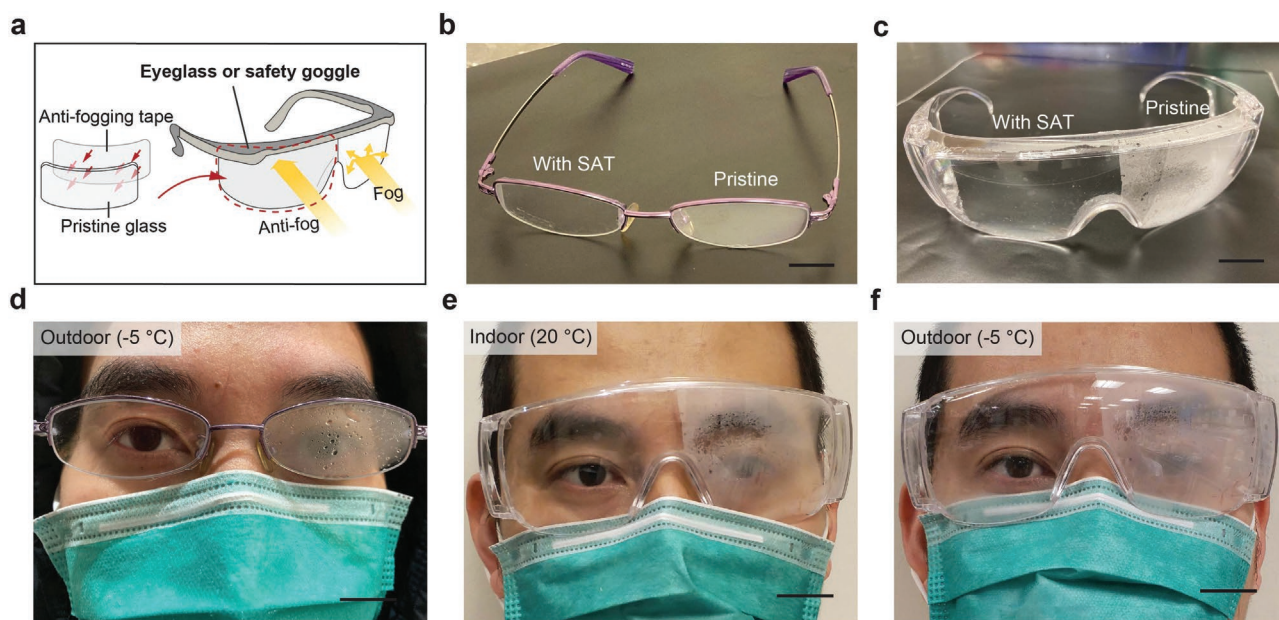 a
Eyeglass or safety goggle
Anti-fogging tape
Pristine glass
Anti-fog
Fog
b
With SAT
Pristine
c
With SAT
Pristine
d
Outdoor (-5 °C)
e
Indoor (20 °C)
f
Outdoor (-5 °C)